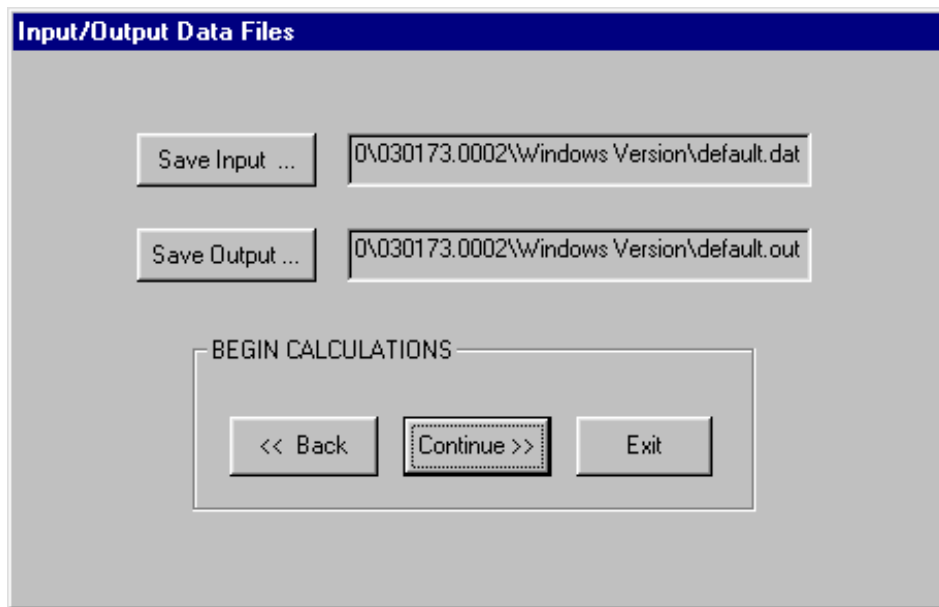 Input/Output Data Files
Save Input ...
0\030173.0002\Windows Version\default.dat
Save Output ...
0\030173.0002\Windows Version\default.out
BEGIN CALCULATIONS
<< Back
Continue >>
Exit